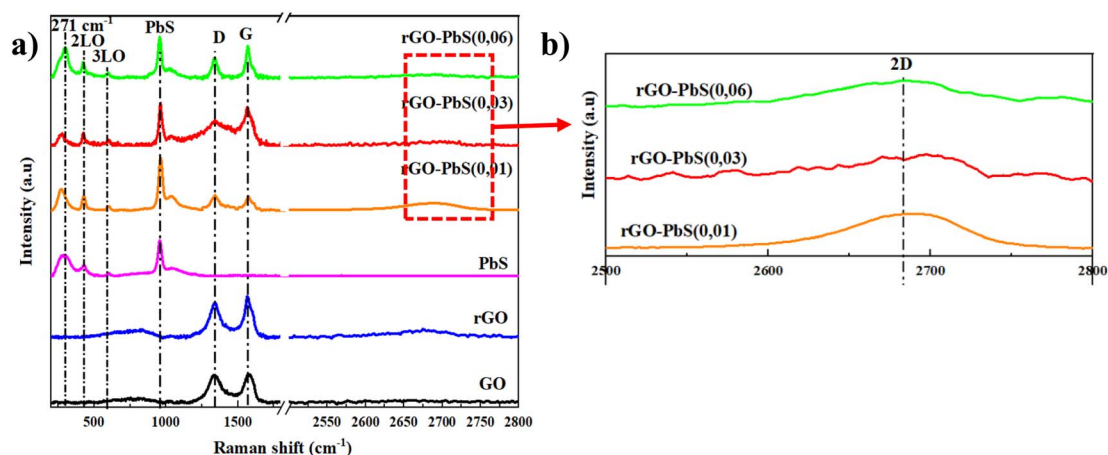 a)
271 cm⁻¹
2LO
3LO
PbS
D
G
rGO-PbS(0,06)
rGO-PbS(0,03)
rGO-PbS(0,01)
PbS
rGO
GO
Intensity (a.u)
500 1000 1500 2550 2600 2650 2700 2750 2800
Raman shift (cm⁻¹)
b)
2D
rGO-PbS(0,06)
rGO-PbS(0,03)
rGO-PbS(0,01)
Intensity (a.u)
2500 2600 2700 2800